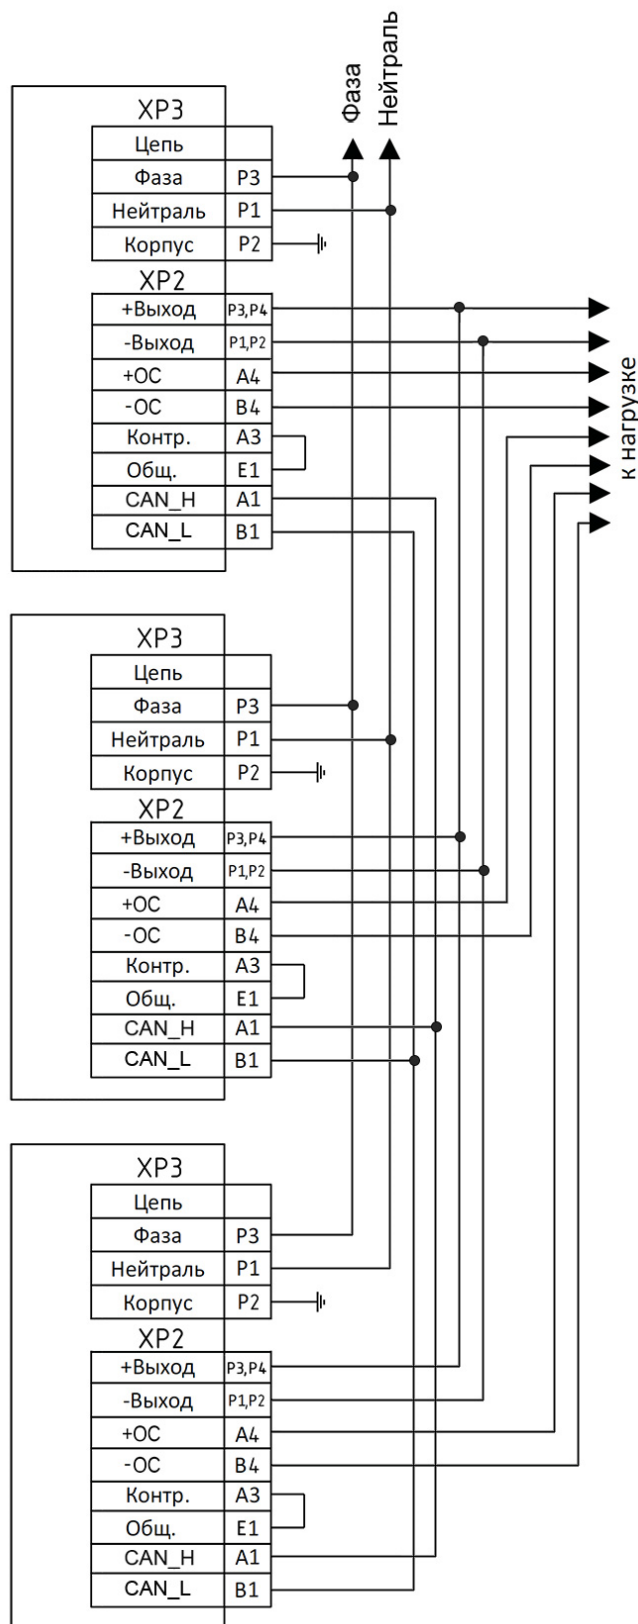 Фаза
Нейтраль
XP3
Цепь
Фаза P3
Нейтраль P1
Корпус P2
XP2
+Выход P3,P4
-Выход P1,P2
+ОС A4
-ОС B4
Контр. A3
Общ. E1
CAN_H A1
CAN_L B1
к нагрузке
XP3
Цепь
Фаза P3
Нейтраль P1
Корпус P2
XP2
+Выход P3,P4
-Выход P1,P2
+ОС A4
-ОС B4
Контр. A3
Общ. E1
CAN_H A1
CAN_L B1
XP3
Цепь
Фаза P3
Нейтраль P1
Корпус P2
XP2
+Выход P3,P4
-Выход P1,P2
+ОС A4
-ОС B4
Контр. A3
Общ. E1
CAN_H A1
CAN_L B1